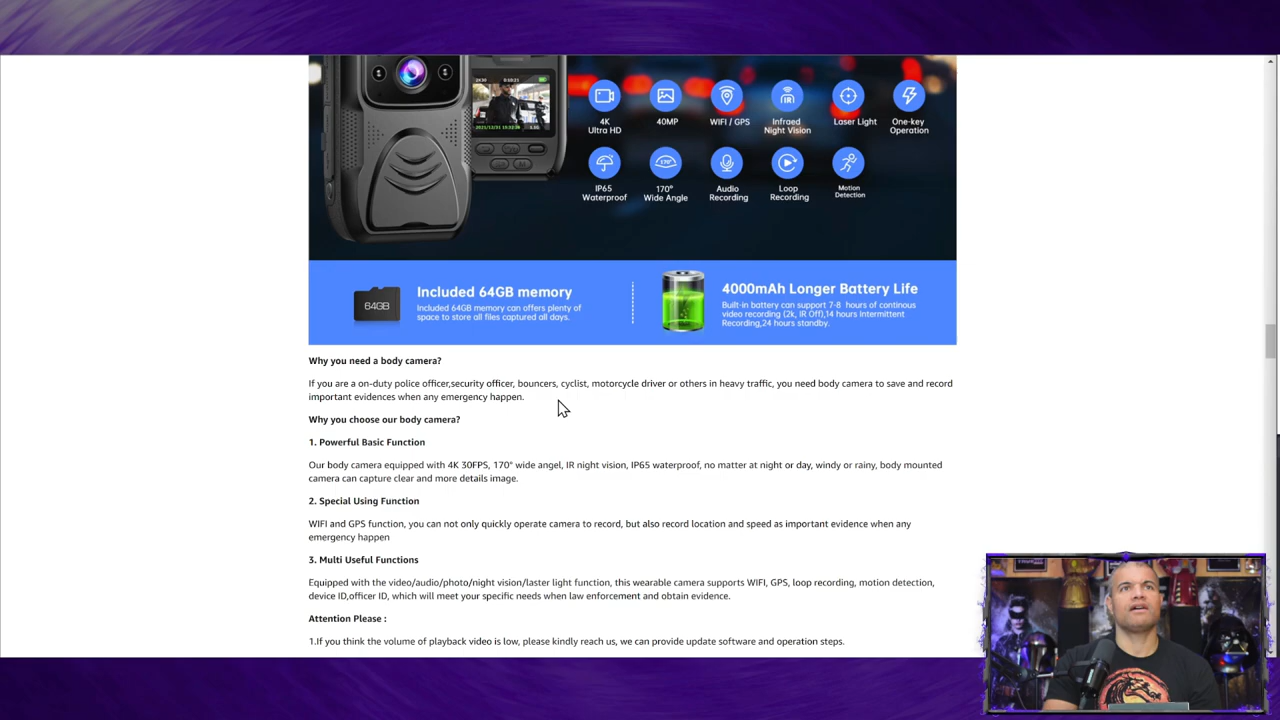 4K
Ultra HD
40MP
WIFI / GPS
Infraed
Night Vision
Laser Light
One-key
Operation
IP65
Waterproof
170°
170°
Wide Angle
Audio
Recording
Loop
Recording
Motion
Detection
64GB
Included 64GB memory
Included 64GB memory can offers plenty of
space to store all files captured all days.
4000mAh Longer Battery Life
Built-in battery can support 7-8 hours of continous
video recording (2k, IR Off),14 hours Intermittent
Recording,24 hours standby.
Why you need a body camera?
If you are a on-duty police officer,security officer, bouncers, cyclist, motorcycle driver or others in heavy traffic, you need body camera to save and record
important evidences when any emergency happen.
Why you choose our body camera?
1. Powerful Basic Function
Our body camera equipped with 4K 30FPS, 170° wide angel, IR night vision, IP65 waterproof, no matter at night or day, windy or rainy, body mounted
camera can capture clear and more details image.
2. Special Using Function
WIFI and GPS function, you can not only quickly operate camera to record, but also record location and speed as important evidence when any
emergency happen
3. Multi Useful Functions
Equipped with the video/audio/photo/night vision/laster light function, this wearable camera supports WIFI, GPS, loop recording, motion detection,
device ID,officer ID, which will meet your specific needs when law enforcement and obtain evidence.
Attention Please :
1.If you think the volume of playback video is low, please kindly reach us, we can provide update software and operation steps.